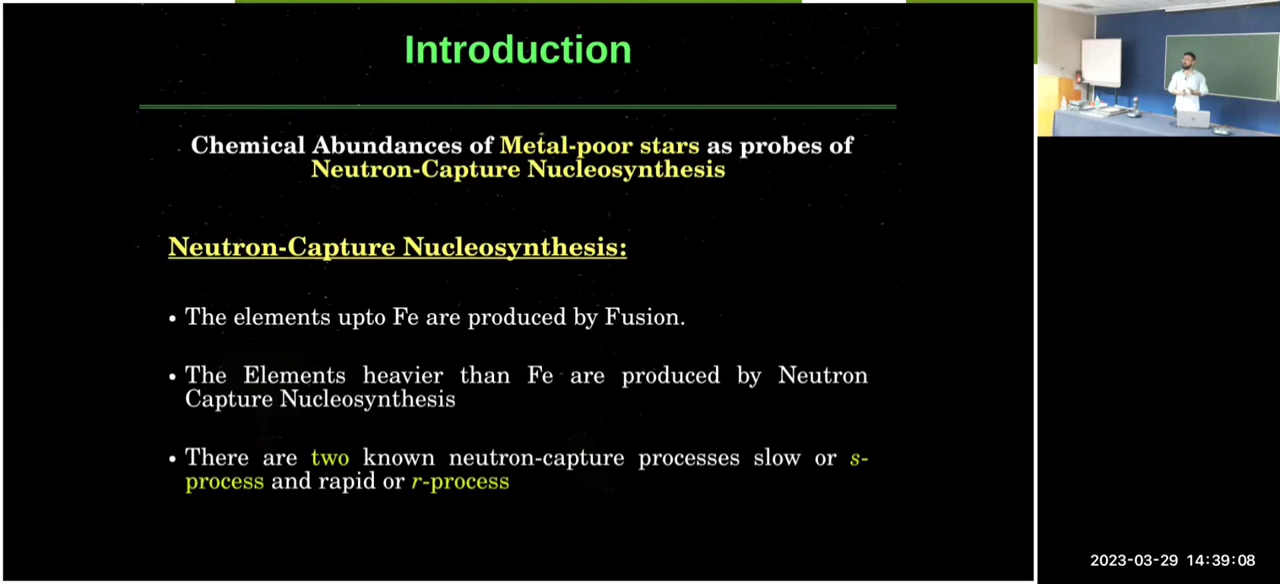 Introduction
Chemical Abundances of Metal-poor stars as probes of
Neutron-Capture Nucleosynthesis
Neutron-Capture Nucleosynthesis:
• The elements upto Fe are produced by Fusion.
• The Elements heavier than Fe are produced by Neutron
Capture Nucleosynthesis
• There are two known neutron-capture processes slow or s-
process and rapid or r-process
2023-03-29 14:39:08